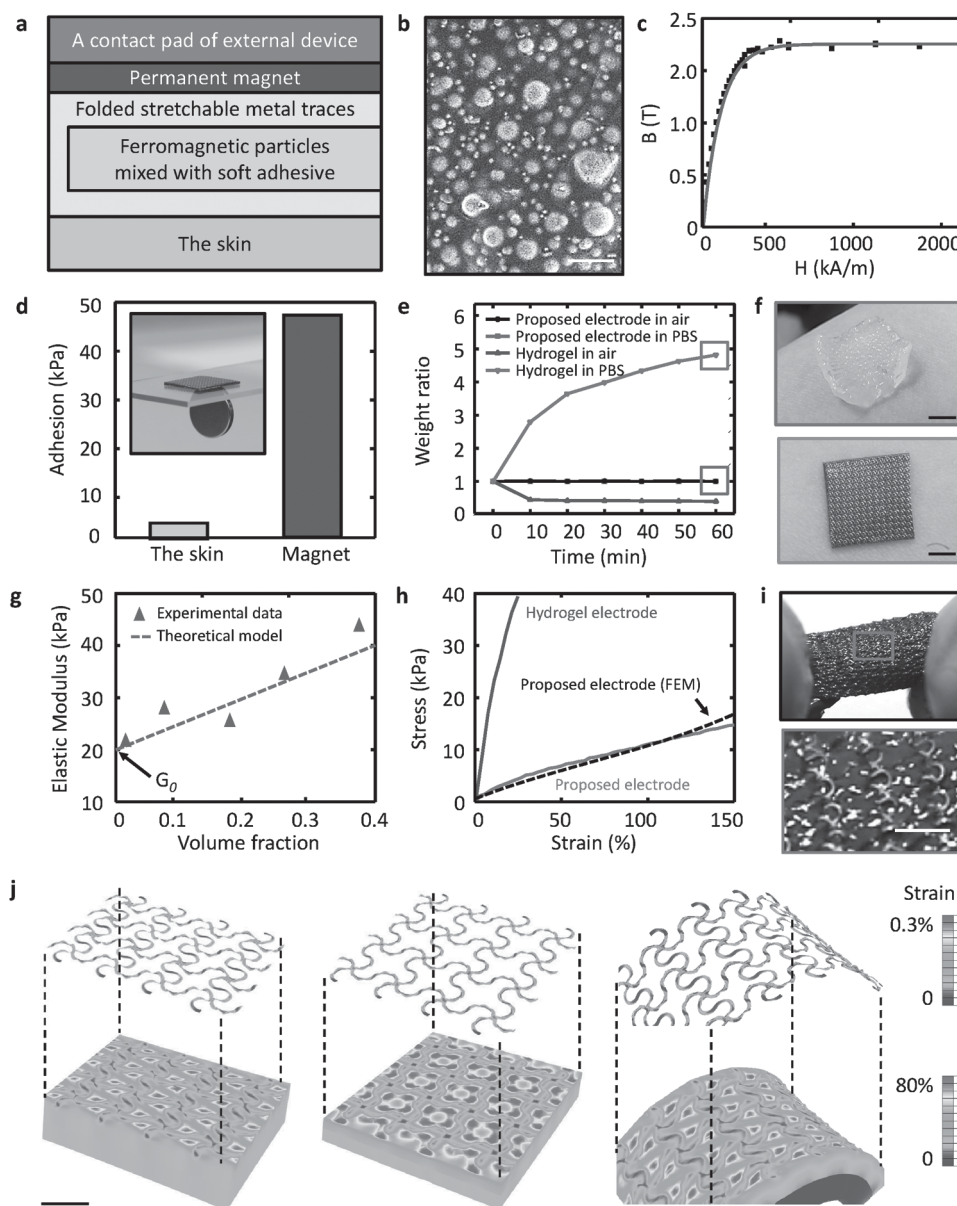 a
A contact pad of external device
Permanent magnet
Folded stretchable metal traces
Ferromagnetic particles
mixed with soft adhesive
The skin
b
c
2.5
2.0
1.0
0.5
0
B (T)
0 500 1000 2000
H (kA/m)
d
50
40
30
20
10
0
Adhesion (kPa)
The skin Magnet
e
6
5
4
3
2
1
0
Weight ratio
Proposed electrode in air
Proposed electrode in PBS
Hydrogel in air
Hydrogel in PBS
0 10 20 30 40 50 60
Time (min)
f
g
50
40
30
20
10
Elastic Modulus (kPa)
Experimental data
Theoretical model
G0
0 0.1 0.2 0.3 0.4
Volume fraction
h
40
30
20
10
0
Stress (kPa)
Hydrogel electrode
Proposed electrode (FEM)
Proposed electrode
0 50 100 150
Strain (%)
i
j
Strain
0.3%
0
80%
0